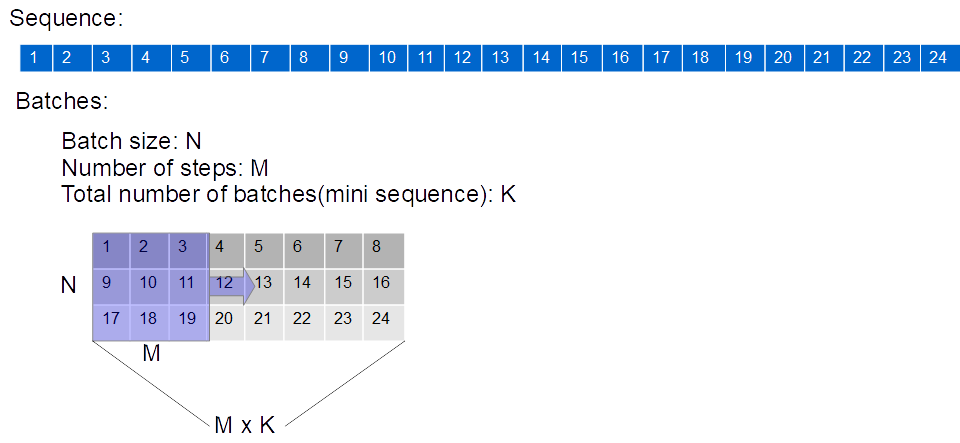 Sequence:
1 2 3 4 5 6 7 8 9 10 11 12 13 14 15 16 17 18 19 20 21 22 23 24
Batches:
Batch size: N
Number of steps: M
Total number of batches(mini sequence): K
1 2 3 4 5 6 7 8
N 9 10 11 12 13 14 15 16
17 18 19 20 21 22 23 24
M
M x K